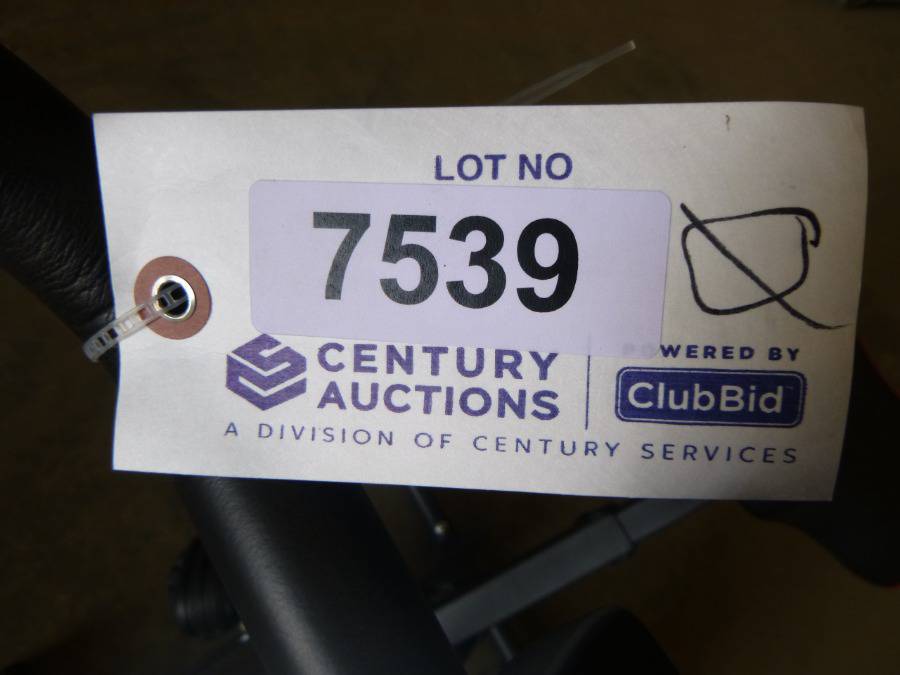 LOT NO
7539
CENTURY AUCTIONS
POWERED BY
ClubBid
A DIVISION OF CENTURY SERVICES